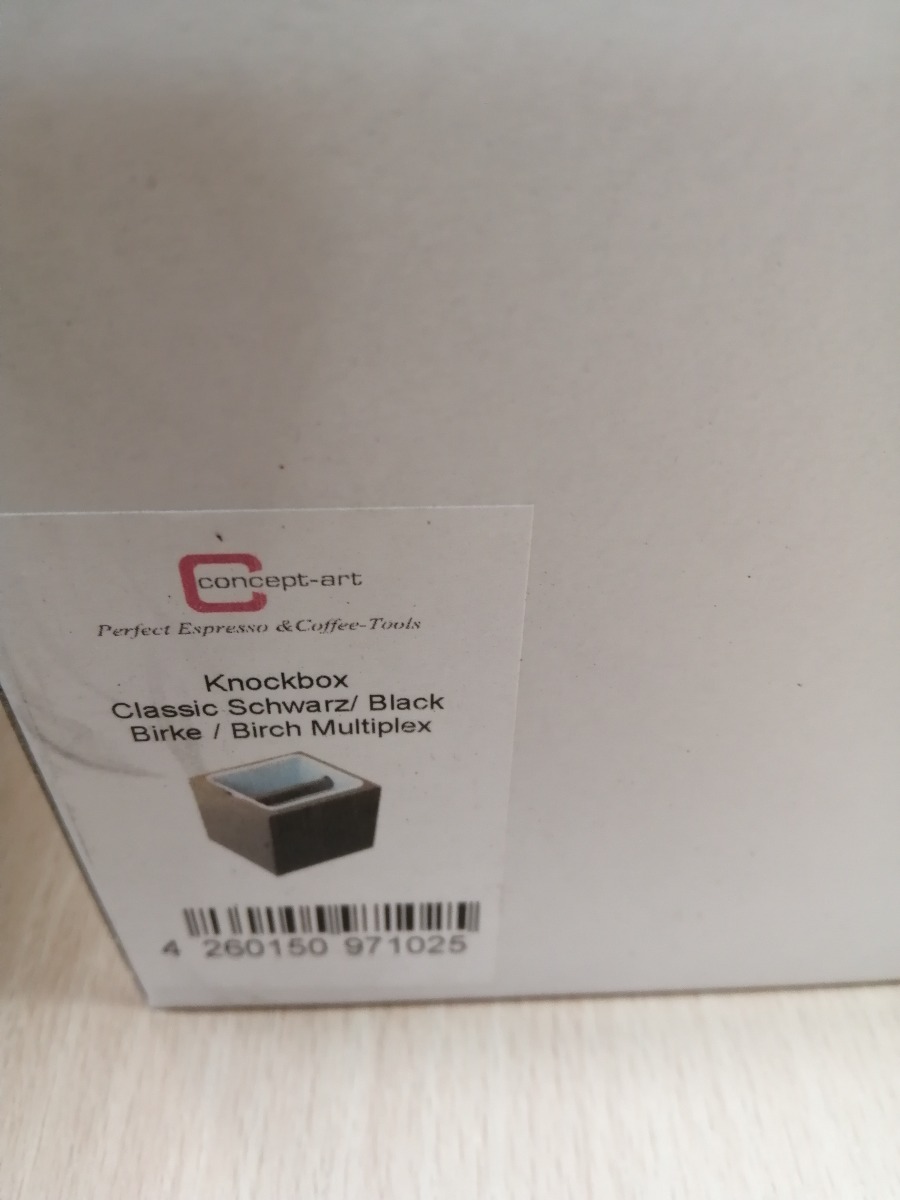 concept-art
Perfect Espresso &Coffee-Tools
Knockbox
Classic Schwarz/ Black
Birke / Birch Multiplex
4 260150 971025